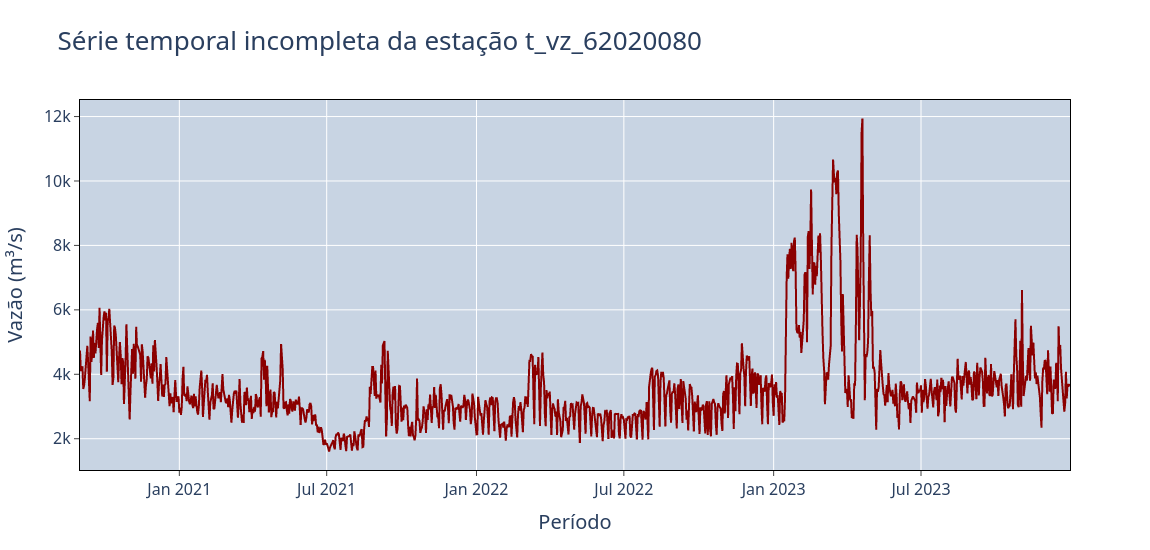 Série temporal incompleta da estação t_vz_62020080
12k
10k
8k
6k
4k
2k
Vazão (m³/s)
Jan 2021
Jul 2021
Jan 2022
Jul 2022
Jan 2023
Jul 2023
Período